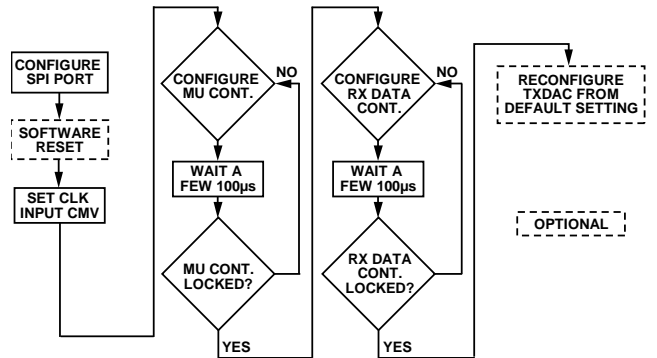 CONFIGURE
SPI PORT
SOFTWARE
RESET
SET CLK
INPUT CMV
CONFIGURE
MU CONT.
NO
WAIT A
FEW 100µs
MU CONT.
LOCKED?
YES
CONFIGURE
RX DATA
CONT.
NO
WAIT A
FEW 100µs
RX DATA
CONT.
LOCKED?
YES
RECONFIGURE
TXDAC FROM
DEFAULT SETTING
OPTIONAL